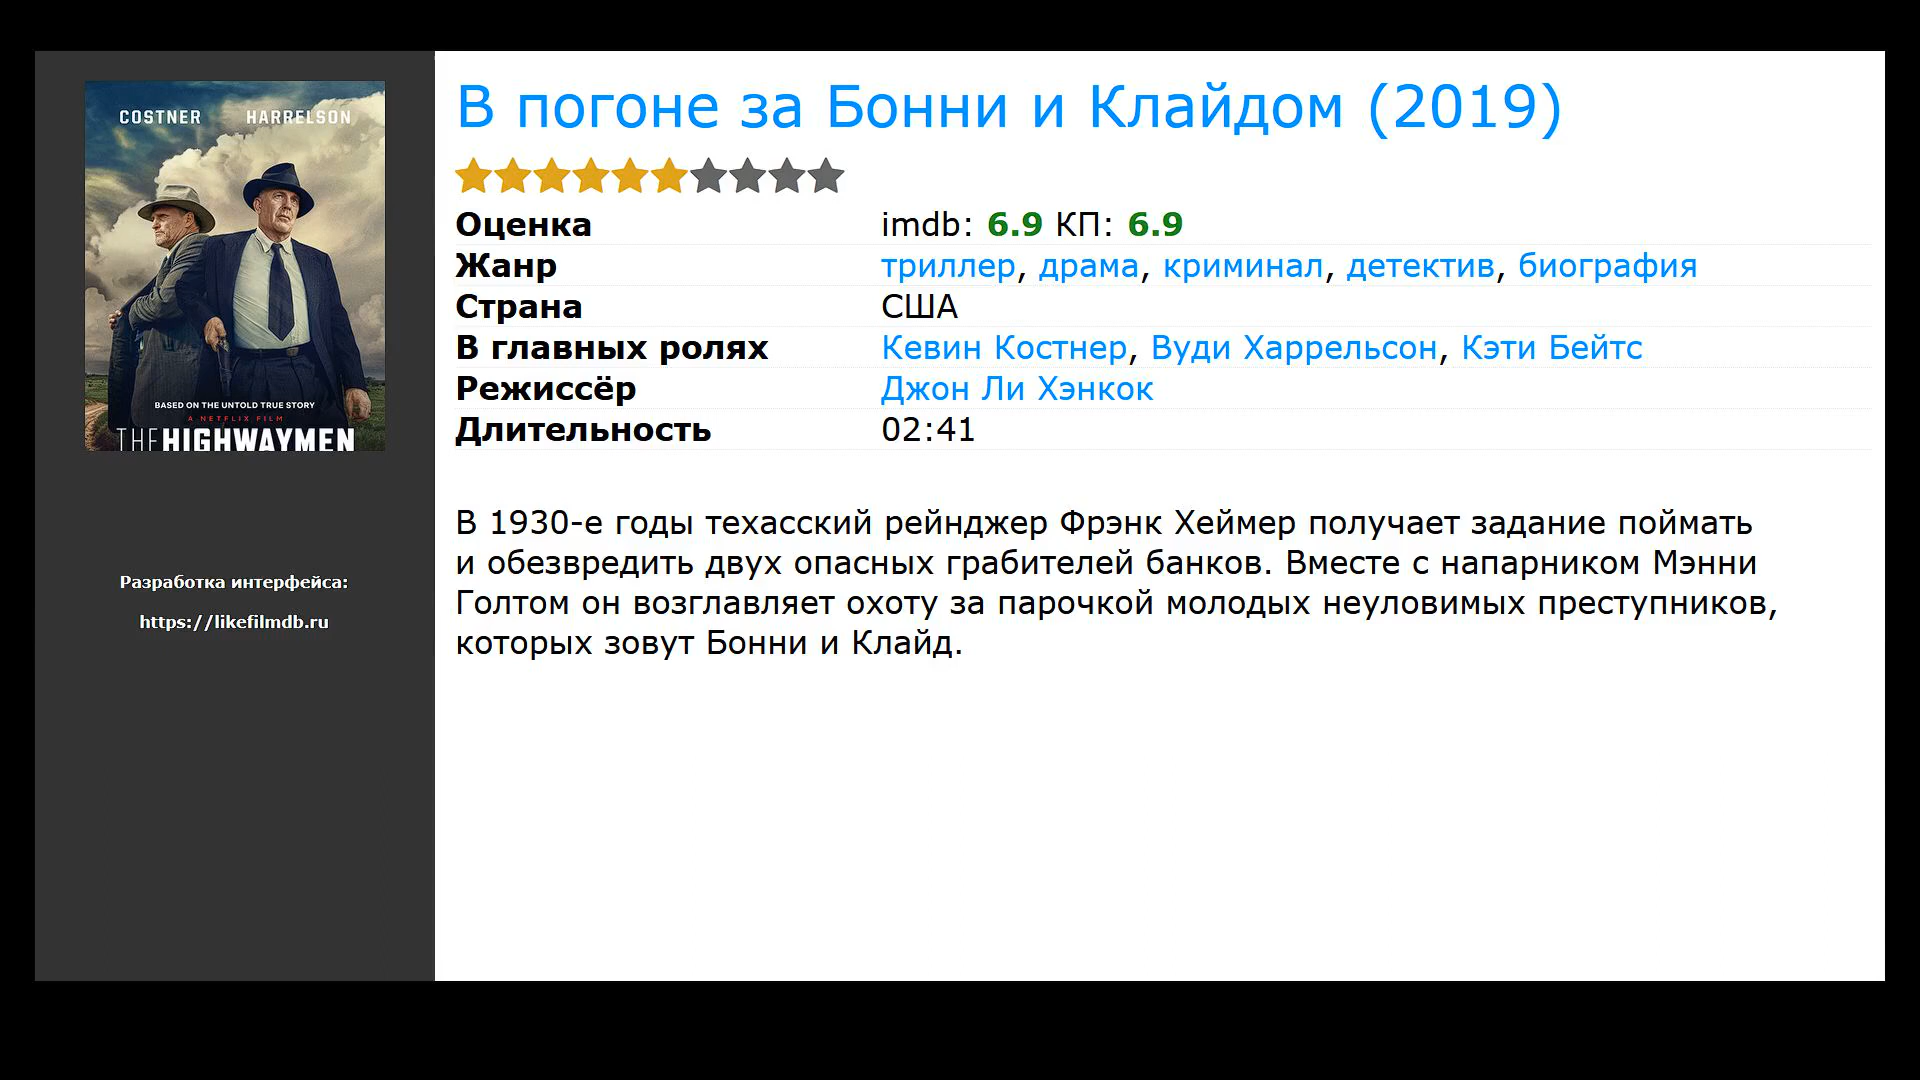 COSTNER HARRELSON
BASED ON THE UNTOLD TRUE STORY
A NETFLIX FILM
THE HIGHWAYMEN
Разработка интерфейса:
https://likefilmdb.ru
В погоне за Бонни и Клайдом (2019)
Оценка imdb: 6.9 КП: 6.9
Жанр триллер, драма, криминал, детектив, биография
Страна США
В главных ролях Кевин Костнер, Вуди Харрельсон, Кэти Бейтс
Режиссёр Джон Ли Хэнкок
Длительность 02:41
В 1930-е годы техасский рейнджер Фрэнк Хеймер получает задание поймать
и обезвредить двух опасных грабителей банков. Вместе с напарником Мэнни
Голтом он возглавляет охоту за парочкой молодых неуловимых преступников,
которых зовут Бонни и Клайд.